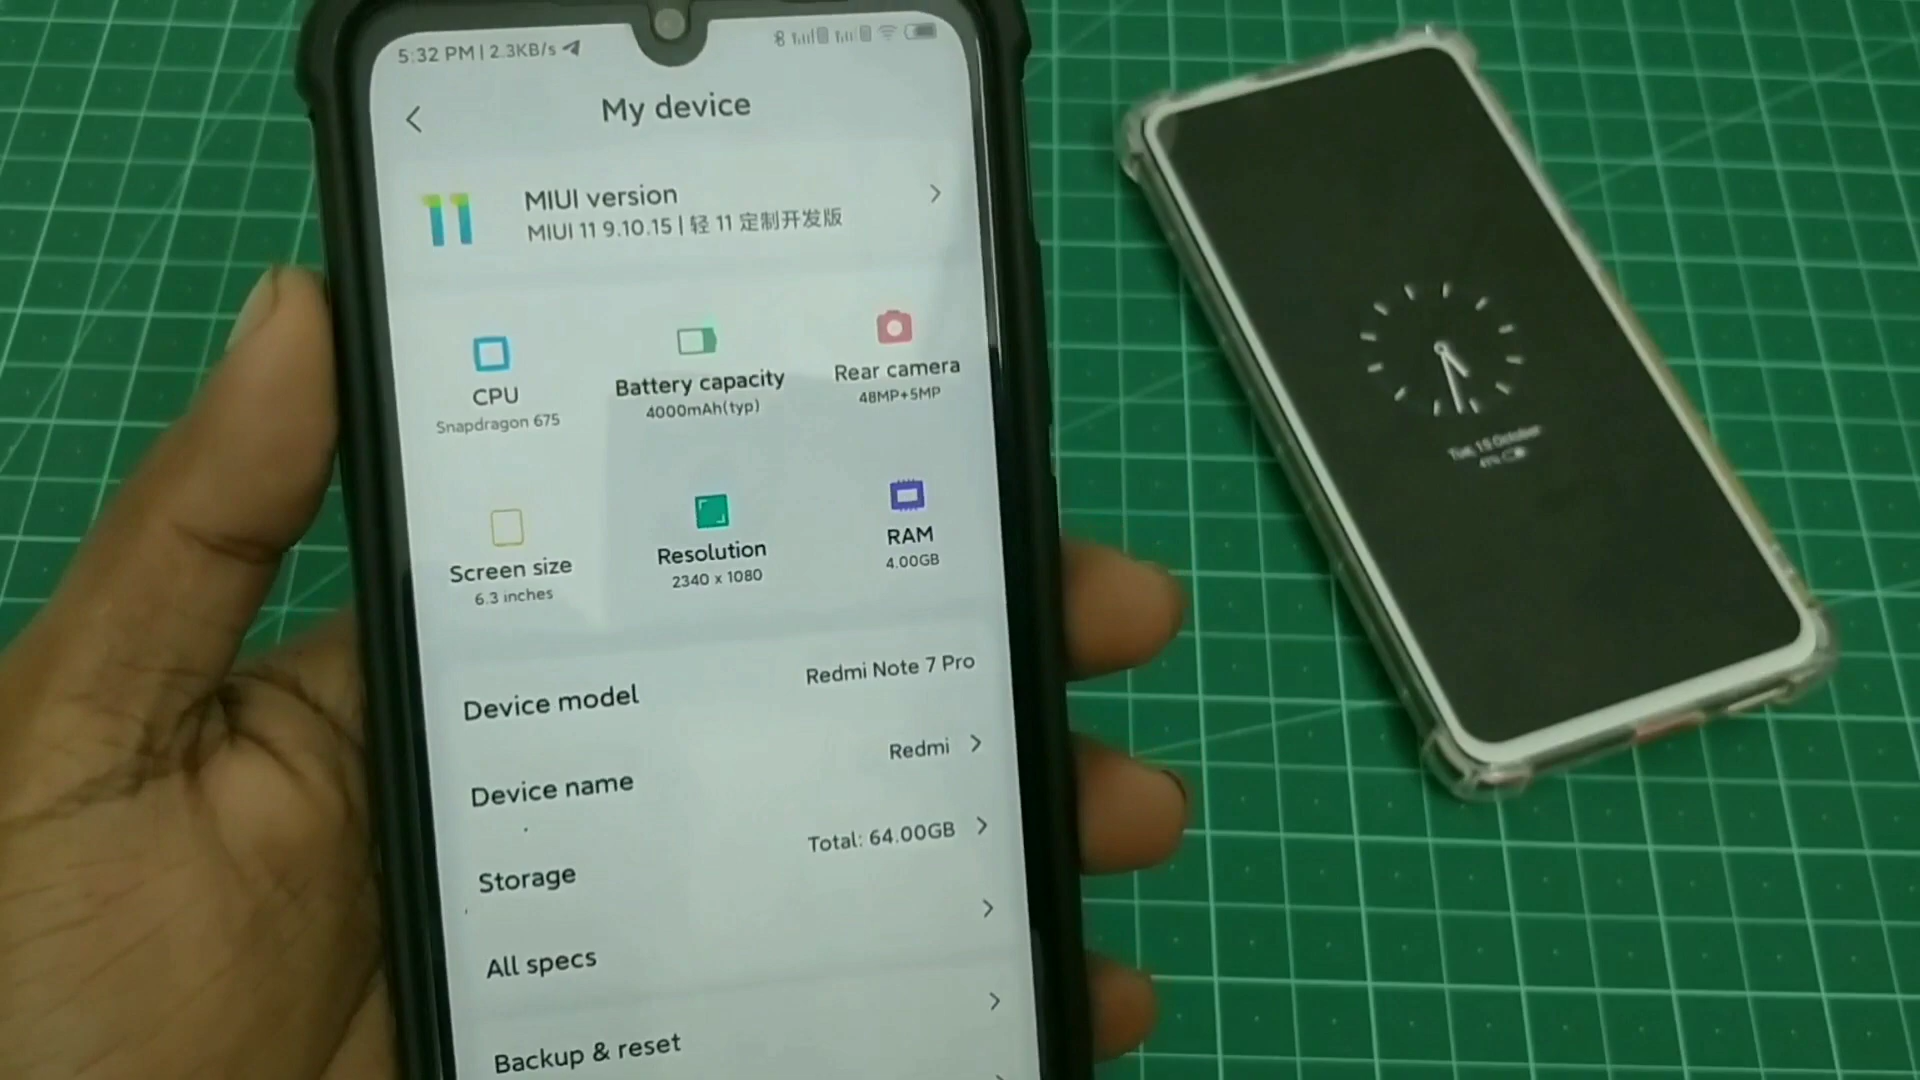 5:32 PM | 2.3KB/s
My device
MIUI version
MIUI 11 9.10.15 | 轻 11 定制开发版
CPU
Snapdragon 675
Battery capacity
4000mAh(typ)
Rear camera
48MP+5MP
Screen size
6.3 inches
Resolution
2340 x 1080
RAM
4.00GB
Device model
Redmi Note 7 Pro
Device name
Redmi
Storage
Total: 64.00GB
All specs
Backup & reset
Tue, 15 October